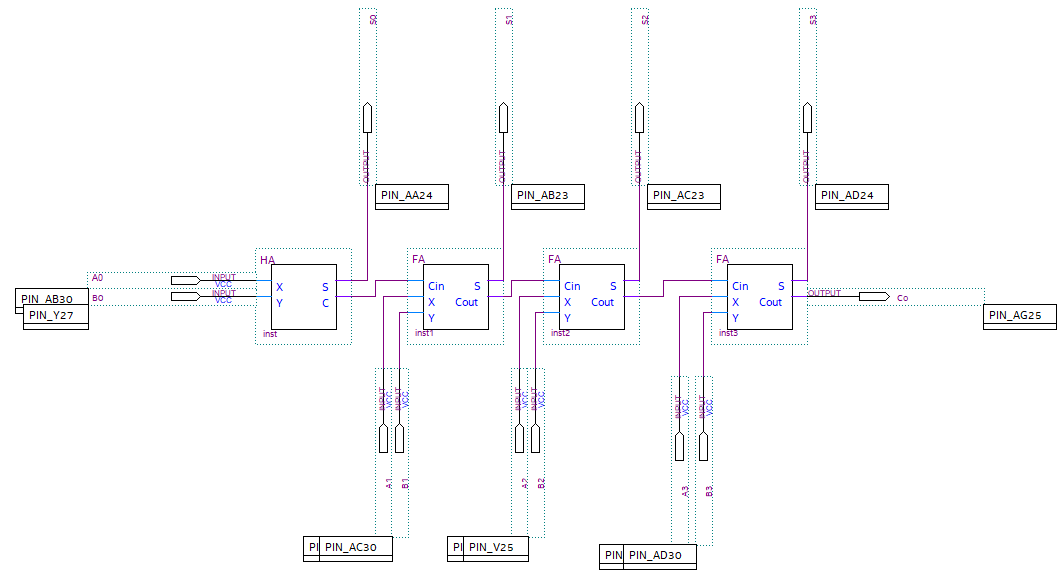 S0
S1
S2
S3
OUTPUT
OUTPUT
OUTPUT
OUTPUT
PIN_AA24
PIN_AB23
PIN_AC23
PIN_AD24
HA
FA
FA
FA
A0
INPUT
VCC
B0
INPUT
VCC
PIN_AB30
PIN_Y27
X S
Y C
inst
Cin S
X Cout
Y
inst1
Cin S
X Cout
Y
inst2
Cin S
X Cout
Y
inst3
OUTPUT
Co
PIN_AG25
INPUT
VCC
INPUT
VCC
INPUT
VCC
INPUT
VCC
INPUT
VCC
INPUT
VCC
A1
B1
A2
B2
A3
B3
PIN_AC30
PIN_V25
PIN_AD30